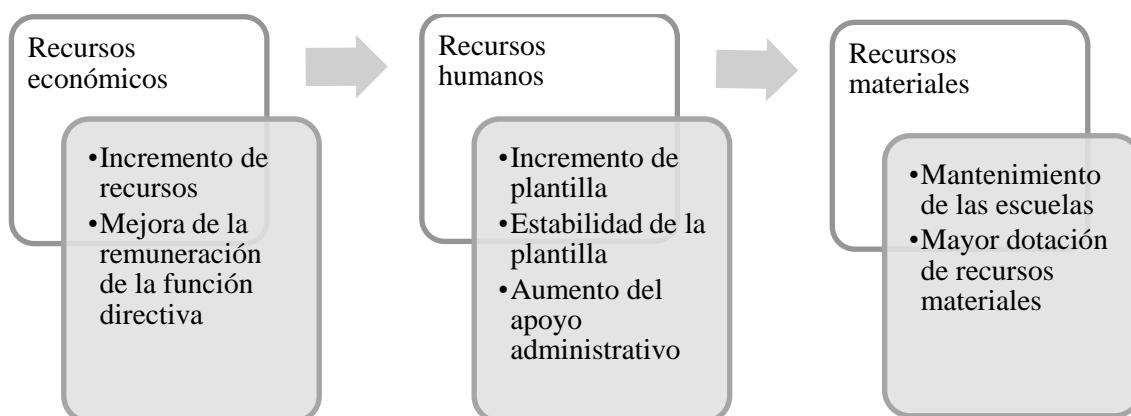 Recursos
económicos
•Incremento de
recursos
•Mejora de la
remuneración
de la función
directiva
Recursos
humanos
•Incremento de
plantilla
•Estabilidad de la
plantilla
•Aumento del
apoyo
administrativo
Recursos
materiales
•Mantenimiento
de las escuelas
•Mayor dotación
de recursos
materiales